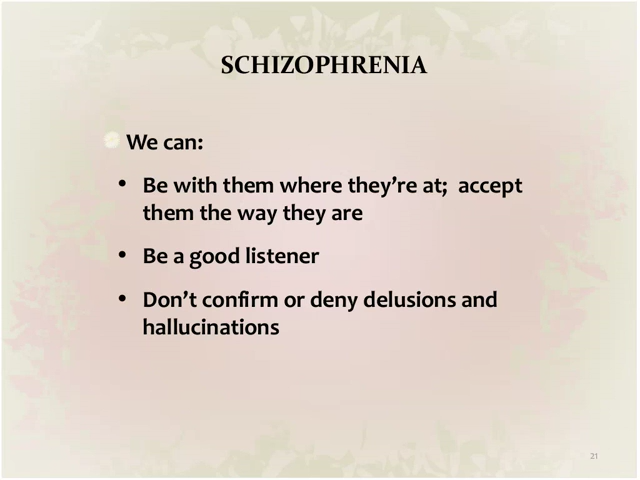 SCHIZOPHRENIA
We can:
• Be with them where they’re at;  accept
them the way they are
• Be a good listener
• Don’t confirm or deny delusions and
hallucinations
21